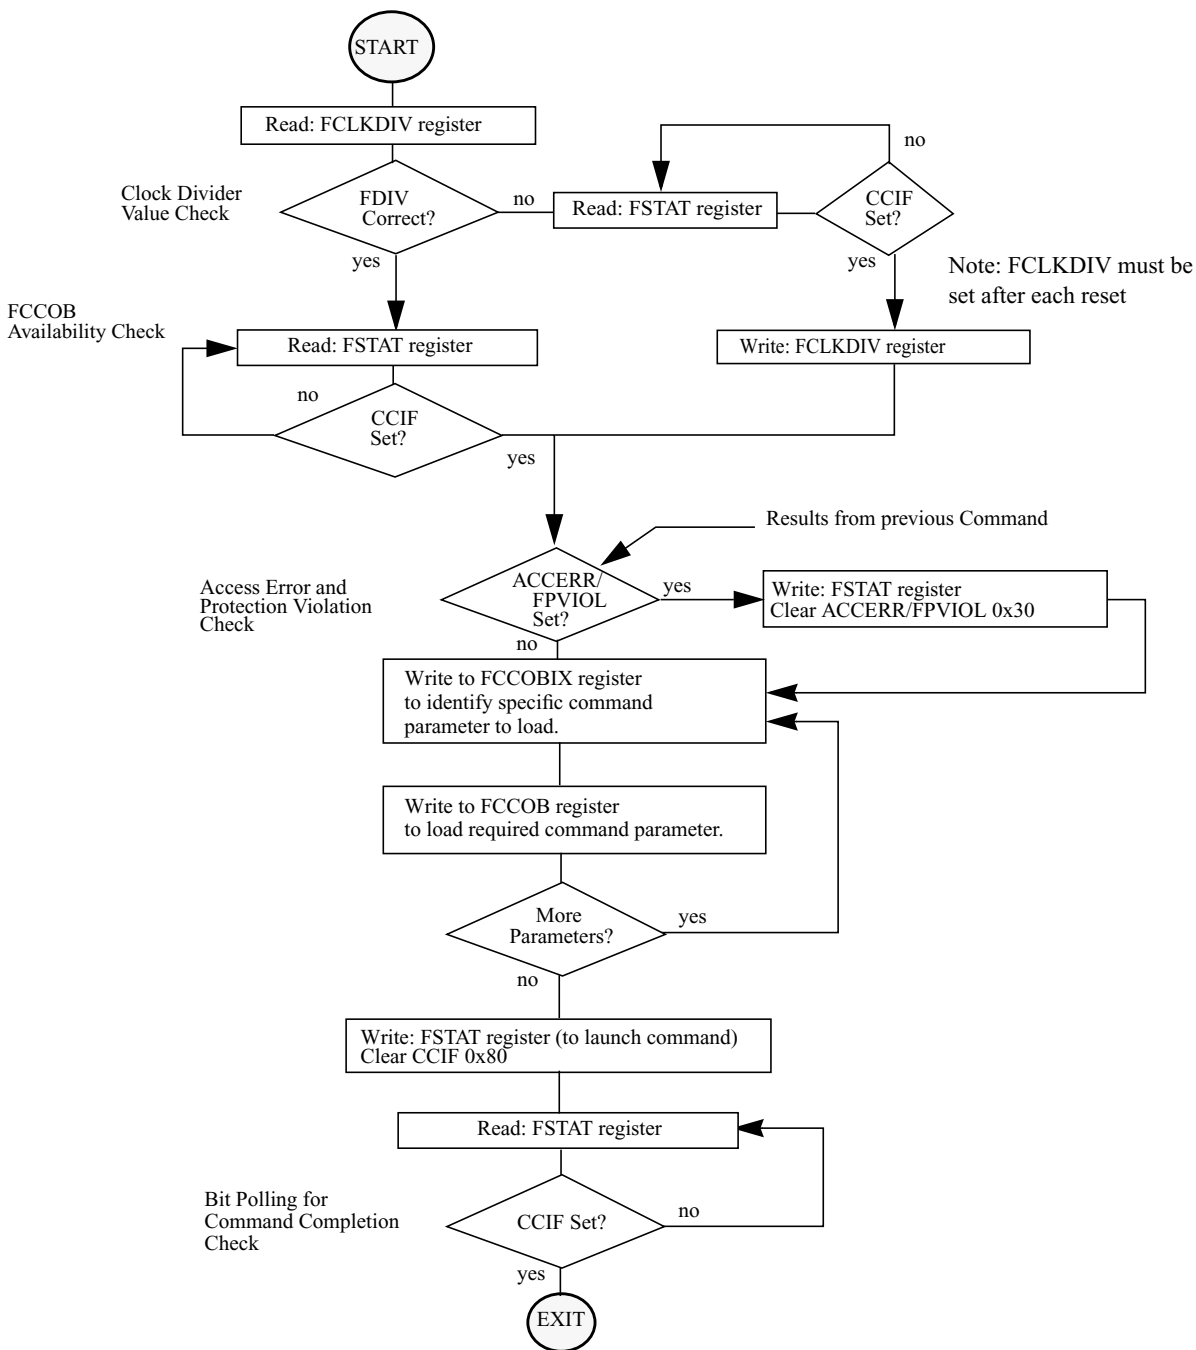 START
Read: FCLKDIV register
Clock Divider
Value Check
FDIV
Correct?
no
Read: FSTAT register
CCIF
Set?
no
yes
yes
Note: FCLKDIV must be
set after each reset
FCCOB
Availability Check
Read: FSTAT register
Write: FCLKDIV register
no
CCIF
Set?
yes
Results from previous Command
Access Error and
Protection Violation
Check
ACCERR/
FPVIOL
Set?
yes
Write: FSTAT register
Clear ACCERR/FPVIOL 0x30
no
Write to FCCOBIX register
to identify specific command
parameter to load.
Write to FCCOB register
to load required command parameter.
More
Parameters?
yes
no
Write: FSTAT register (to launch command)
Clear CCIF 0x80
Read: FSTAT register
Bit Polling for
Command Completion
Check
CCIF Set?
no
yes
EXIT